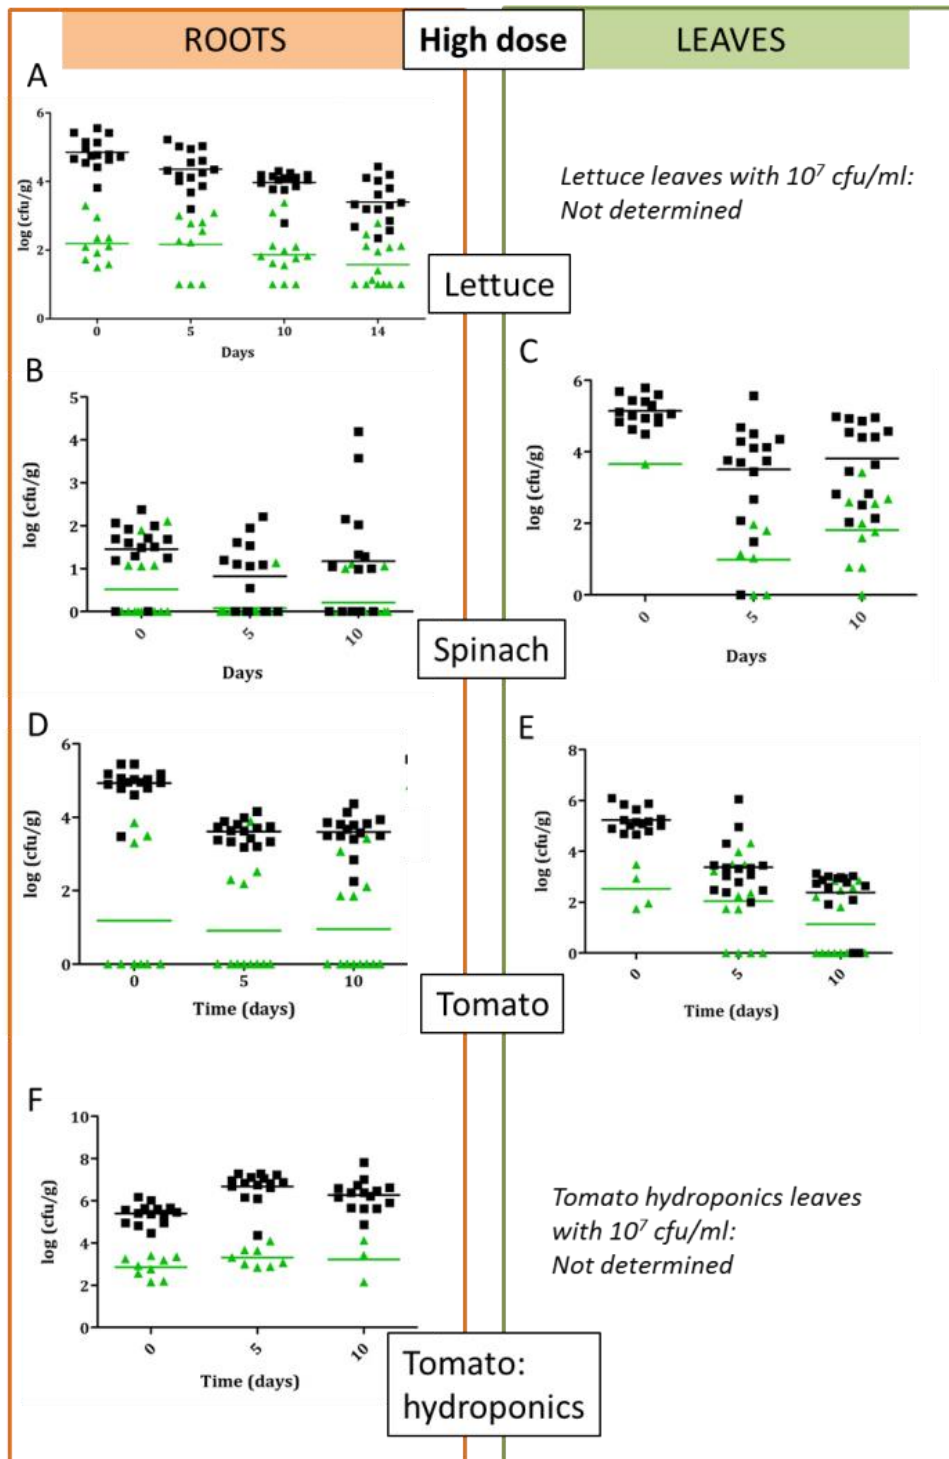 ROOTS
High dose
LEAVES
A
6
4
2
0
log (cfu/g)
0
5
10
14
Days
Lettuce leaves with 10⁷ cfu/ml:
Not determined
Lettuce
B
5
4
3
2
1
0
log (cfu/g)
0
5
10
Days
C
6
4
2
0
log (cfu/g)
0
5
10
Days
Spinach
D
6
4
2
0
log (cfu/g)
0
5
10
Time (days)
E
8
6
4
2
0
log (cfu/g)
0
5
10
Time (days)
Tomato
F
10
8
6
4
2
0
log (cfu/g)
0
5
10
Time (days)
Tomato hydroponics leaves
with 10⁷ cfu/ml:
Not determined
Tomato:
hydroponics